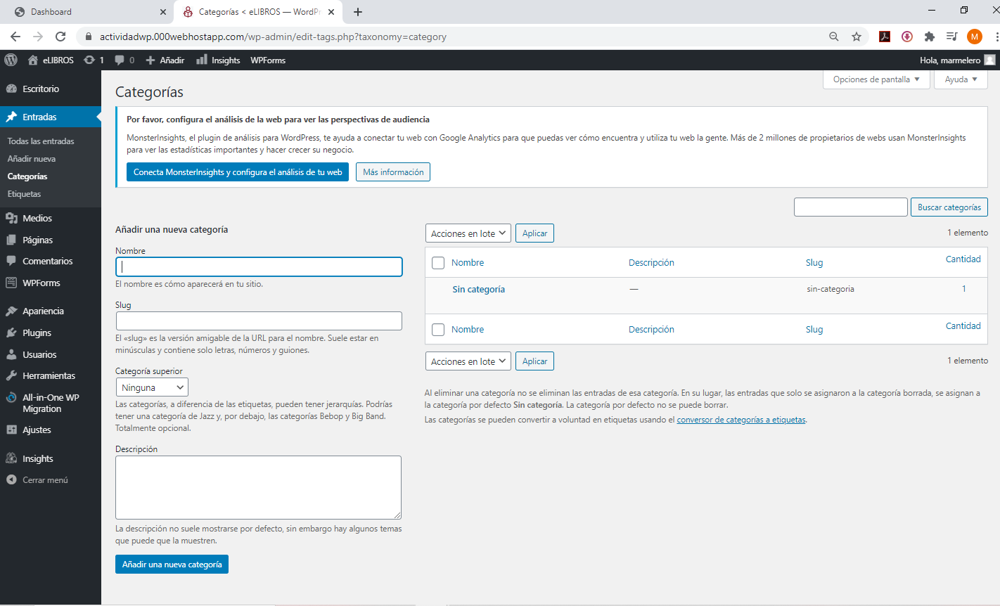 Dashboard
Categorías < eLIBROS — WordPr
actividadwp.000webhostapp.com/wp-admin/edit-tags.php?taxonomy=category
M
eLIBROS 1 0 Añadir Insights WPForms
Hola, marmelero
Escritorio
Entradas
Todas las entradas
Añadir nueva
Categorías
Etiquetas
Medios
Páginas
Comentarios
WPForms
Apariencia
Plugins
Usuarios
Herramientas
All-in-One WP
Migration
Ajustes
Insights
Cerrar menú
Opciones de pantalla
Ayuda
Categorías
Por favor, configura el análisis de la web para ver las perspectivas de audiencia
MonsterInsights, el plugin de análisis para WordPress, te ayuda a conectar tu web con Google Analytics para que puedas ver cómo encuentra y utiliza tu web la gente. Más de 2 millones de propietarios de webs usan MonsterInsights
para ver las estadísticas importantes y hacer crecer su negocio.
Conecta MonsterInsights y configura el análisis de tu web
Más información
Buscar categorías
Añadir una nueva categoría
Nombre
El nombre es cómo aparecerá en tu sitio.
Slug
El «slug» es la versión amigable de la URL para el nombre. Suele estar en
minúsculas y contiene solo letras, números y guiones.
Categoría superior
Ninguna
Las categorías, a diferencia de las etiquetas, pueden tener jerarquías. Podrías
tener una categoría de Jazz y, por debajo, las categorías Bebop y Big Band.
Totalmente opcional.
Descripción
La descripción no suele mostrarse por defecto, sin embargo hay algunos temas
que puede que la muestren.
Añadir una nueva categoría
Acciones en lote
Aplicar
1 elemento
Nombre Descripción Slug Cantidad
Sin categoría — sin-categoria 1
Nombre Descripción Slug Cantidad
Acciones en lote
Aplicar
1 elemento
Al eliminar una categoría no se eliminan las entradas de esa categoría. En su lugar, las entradas que solo se asignaron a la categoría borrada, se asignan a
la categoría por defecto Sin categoría. La categoría por defecto no se puede borrar.
Las categorías se pueden convertir a voluntad en etiquetas usando el conversor de categorías a etiquetas.